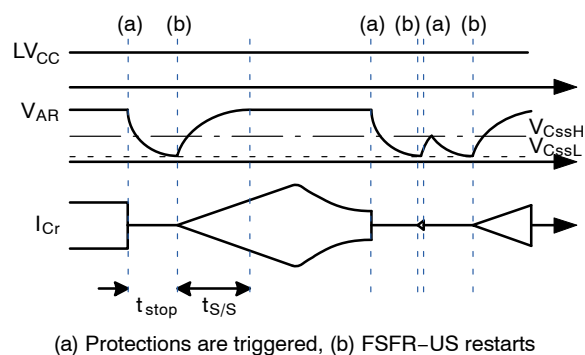 (a) (b) (a) (b) (a) (b)
LVCC
VAR
VCssH
VCssL
ICr
tstop tS/S
(a) Protections are triggered, (b) FSFR−US restarts